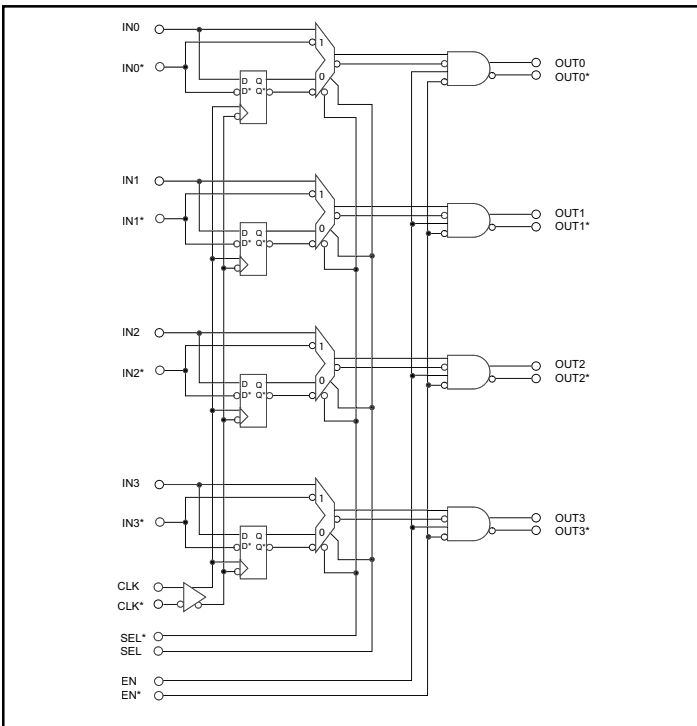 IN0
1
OUT0
IN0*
OUT0*
D Q
0
D* Q*
IN1
1
OUT1
IN1*
OUT1*
D Q
0
D* Q*
IN2
1
OUT2
IN2*
OUT2*
D Q
0
D* Q*
IN3
1
OUT3
IN3*
OUT3*
D Q
0
D* Q*
CLK
CLK*
SEL*
SEL
EN
EN*